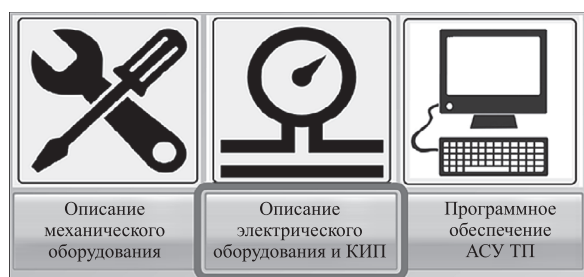 Описание
механического
оборудования
Описание
электрического
оборудования и КИП
Программное
обеспечение
АСУ ТП